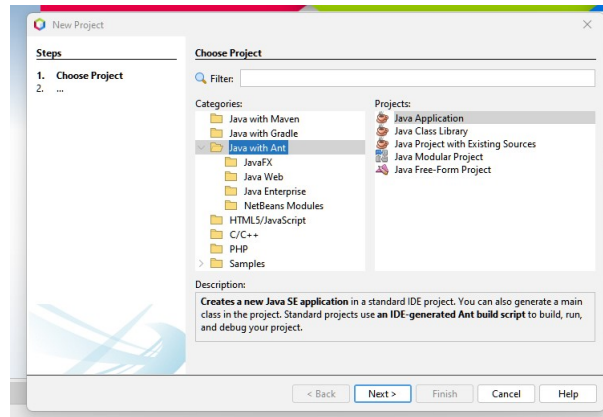 New Project
Steps
1. Choose Project
2. ...
Choose Project
Filter:
Categories:
Java with Maven
Java with Gradle
Java with Ant
JavaFX
Java Web
Java Enterprise
NetBeans Modules
HTML5/JavaScript
C/C++
PHP
Samples
Projects:
Java Application
Java Class Library
Java Project with Existing Sources
Java Modular Project
Java Free-Form Project
Description:
Creates a new Java SE application in a standard IDE project. You can also generate a main
class in the project. Standard projects use an IDE-generated Ant build script to build, run,
and debug your project.
< Back Next > Finish Cancel Help